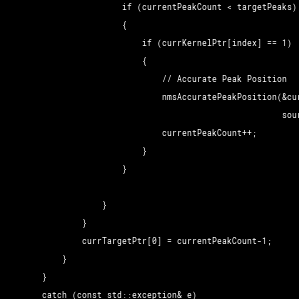 if (currentPeakCount < targetPeaks)
{
if (currKernelPtr[index] == 1)
{
// Accurate Peak Position
nmsAccuratePeakPosition(&cur
sour
currentPeakCount++;
}
}
}
}
currTargetPtr[0] = currentPeakCount-1;
}
}
catch (const std::exception& e)